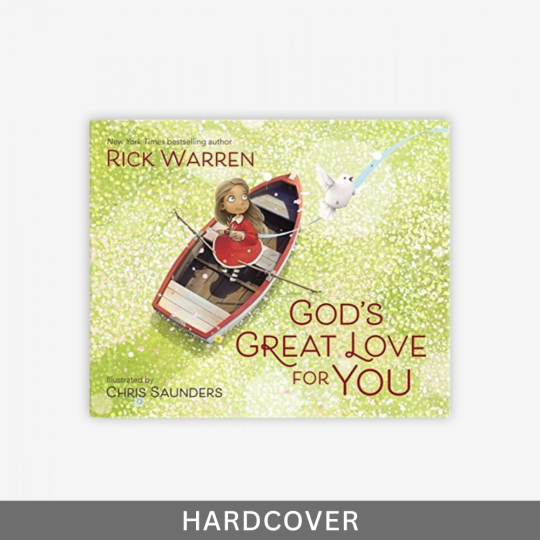 New York Times bestselling author
RICK WARREN
GOD'S
GREAT LOVE
FOR YOU
Illustrated by
CHRIS SAUNDERS
HARDCOVER